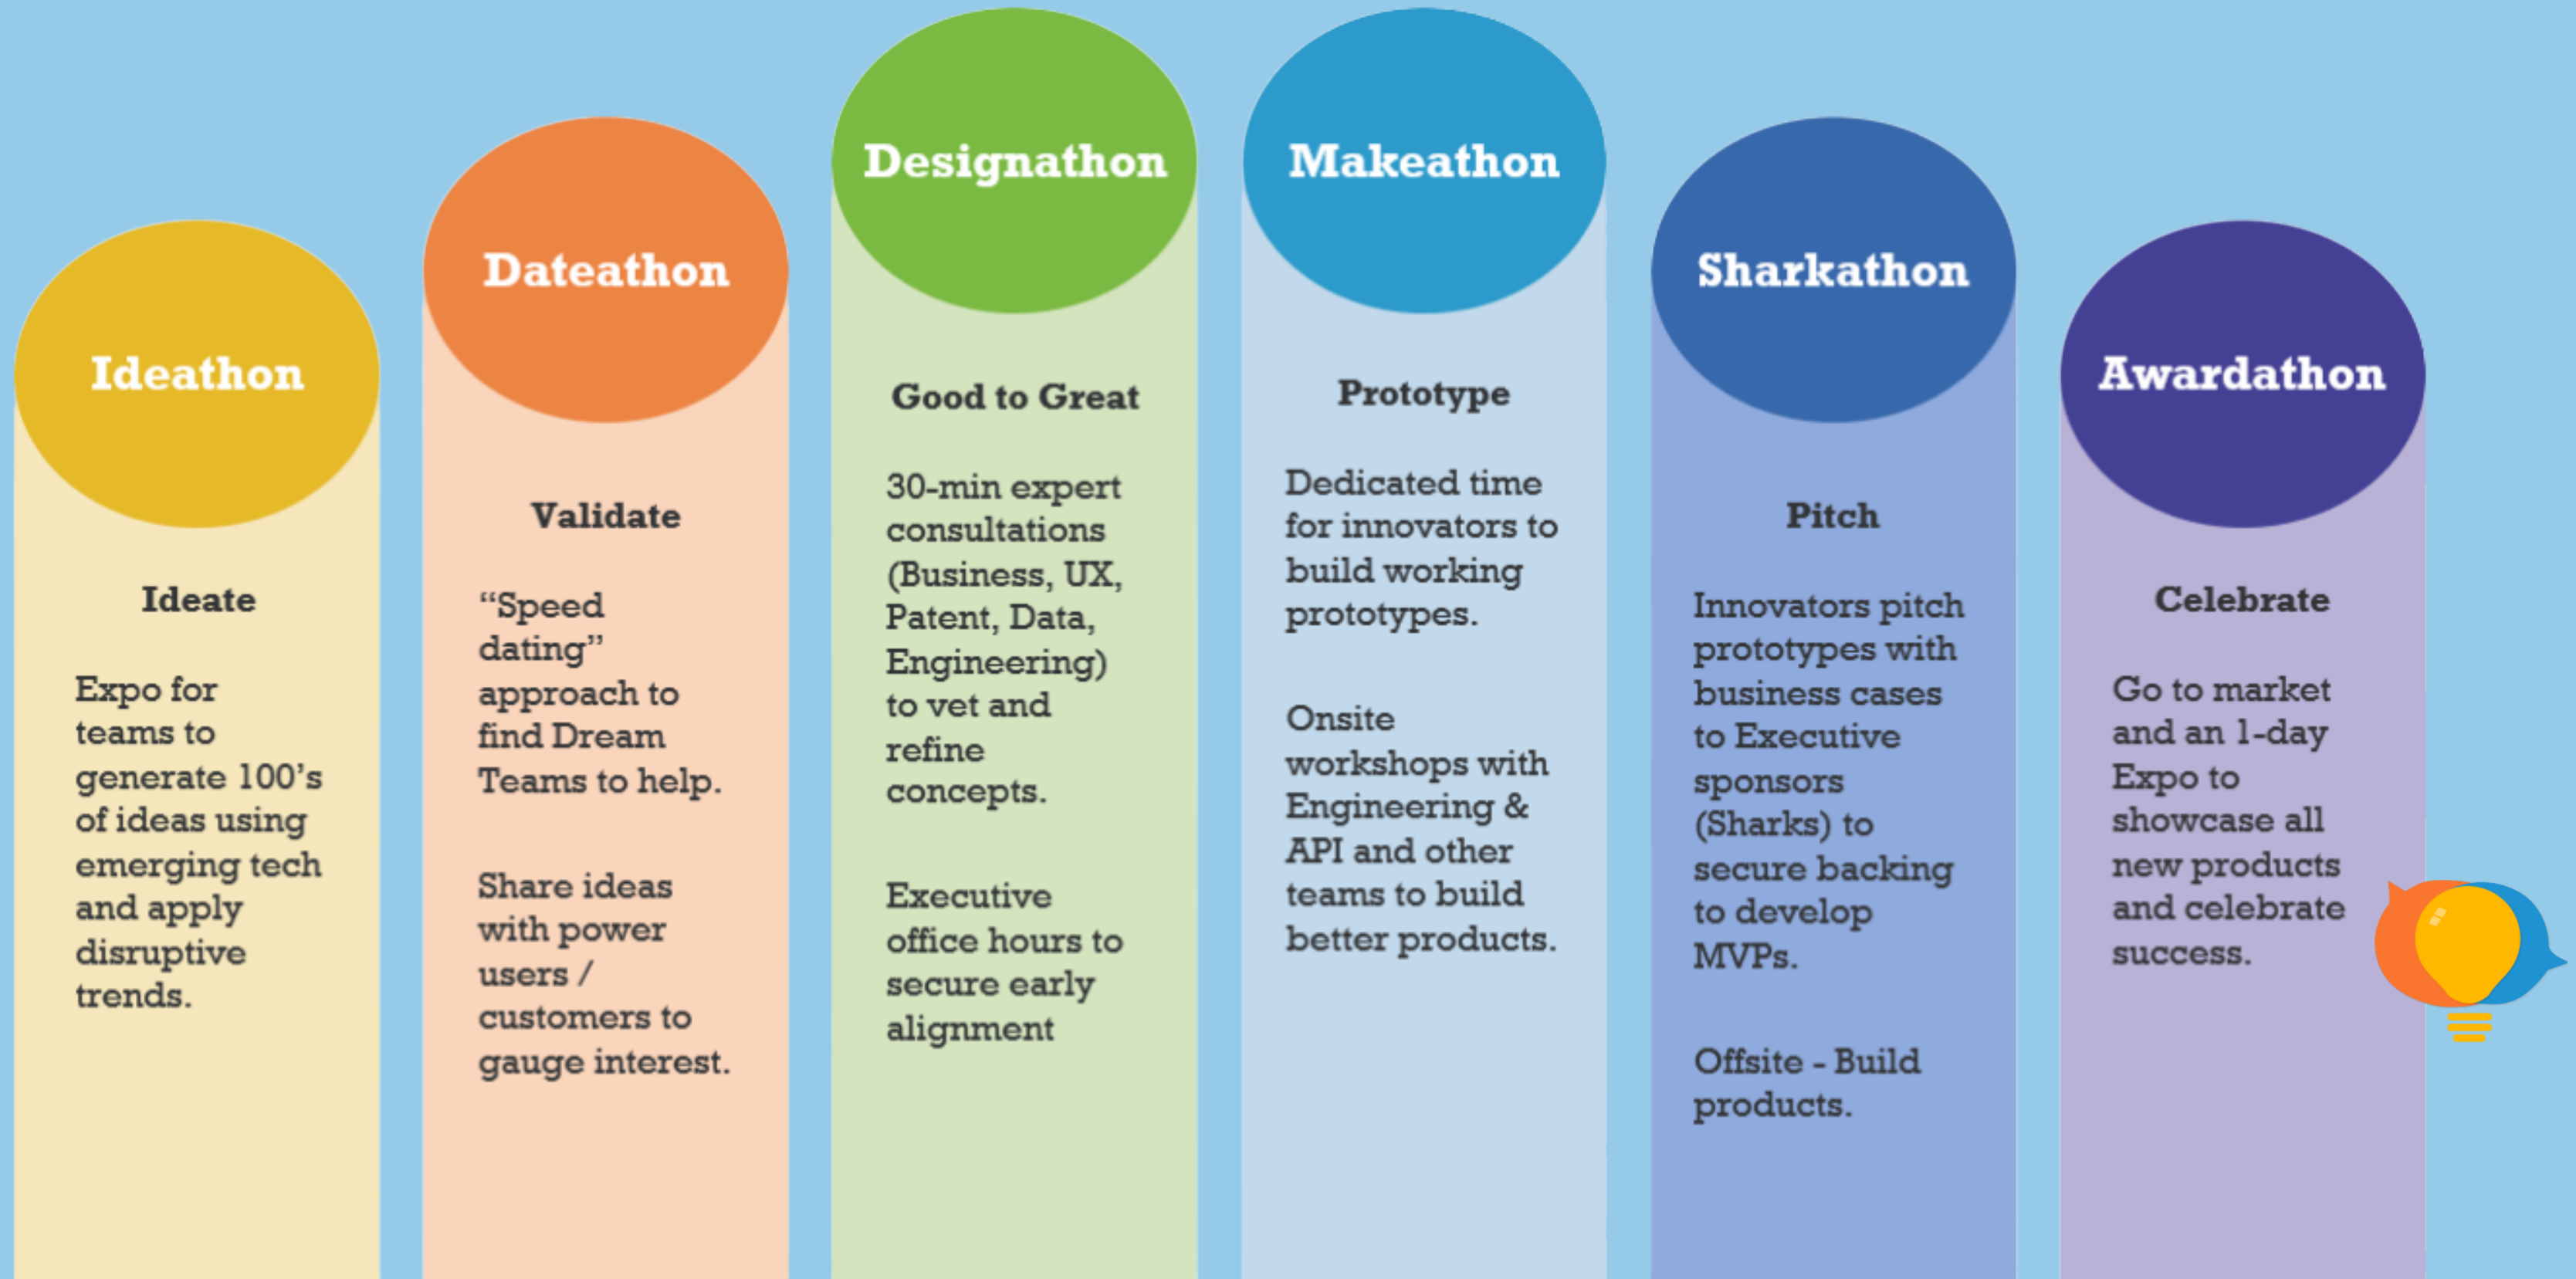 Ideathon
Ideate
Expo for
teams to
generate 100’s
of ideas using
emerging tech
and apply
disruptive
trends.
Dateathon
Validate
“Speed
dating”
approach to
find Dream
Teams to help.
Share ideas
with power
users /
customers to
gauge interest.
Designathon
Good to Great
30-min expert
consultations
(Business, UX,
Patent, Data,
Engineering)
to vet and
refine
concepts.
Executive
office hours to
secure early
alignment
Makeathon
Prototype
Dedicated time
for innovators to
build working
prototypes.
Onsite
workshops with
Engineering &
API and other
teams to build
better products.
Sharkathon
Pitch
Innovators pitch
prototypes with
business cases
to Executive
sponsors
(Sharks) to
secure backing
to develop
MVPs.
Offsite - Build
products.
Awardathon
Celebrate
Go to market
and an 1-day
Expo to
showcase all
new products
and celebrate
success.